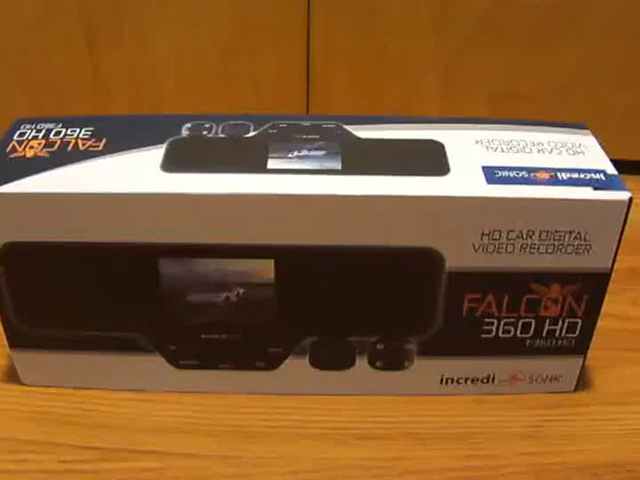 FALCON
360 HD
F360 HD
HD CAR DIGITAL
VIDEO RECORDER
incredi SONIC
HD CAR DIGITAL
VIDEO RECORDER
FALCON
360 HD
F360 HD
incredi SONIC